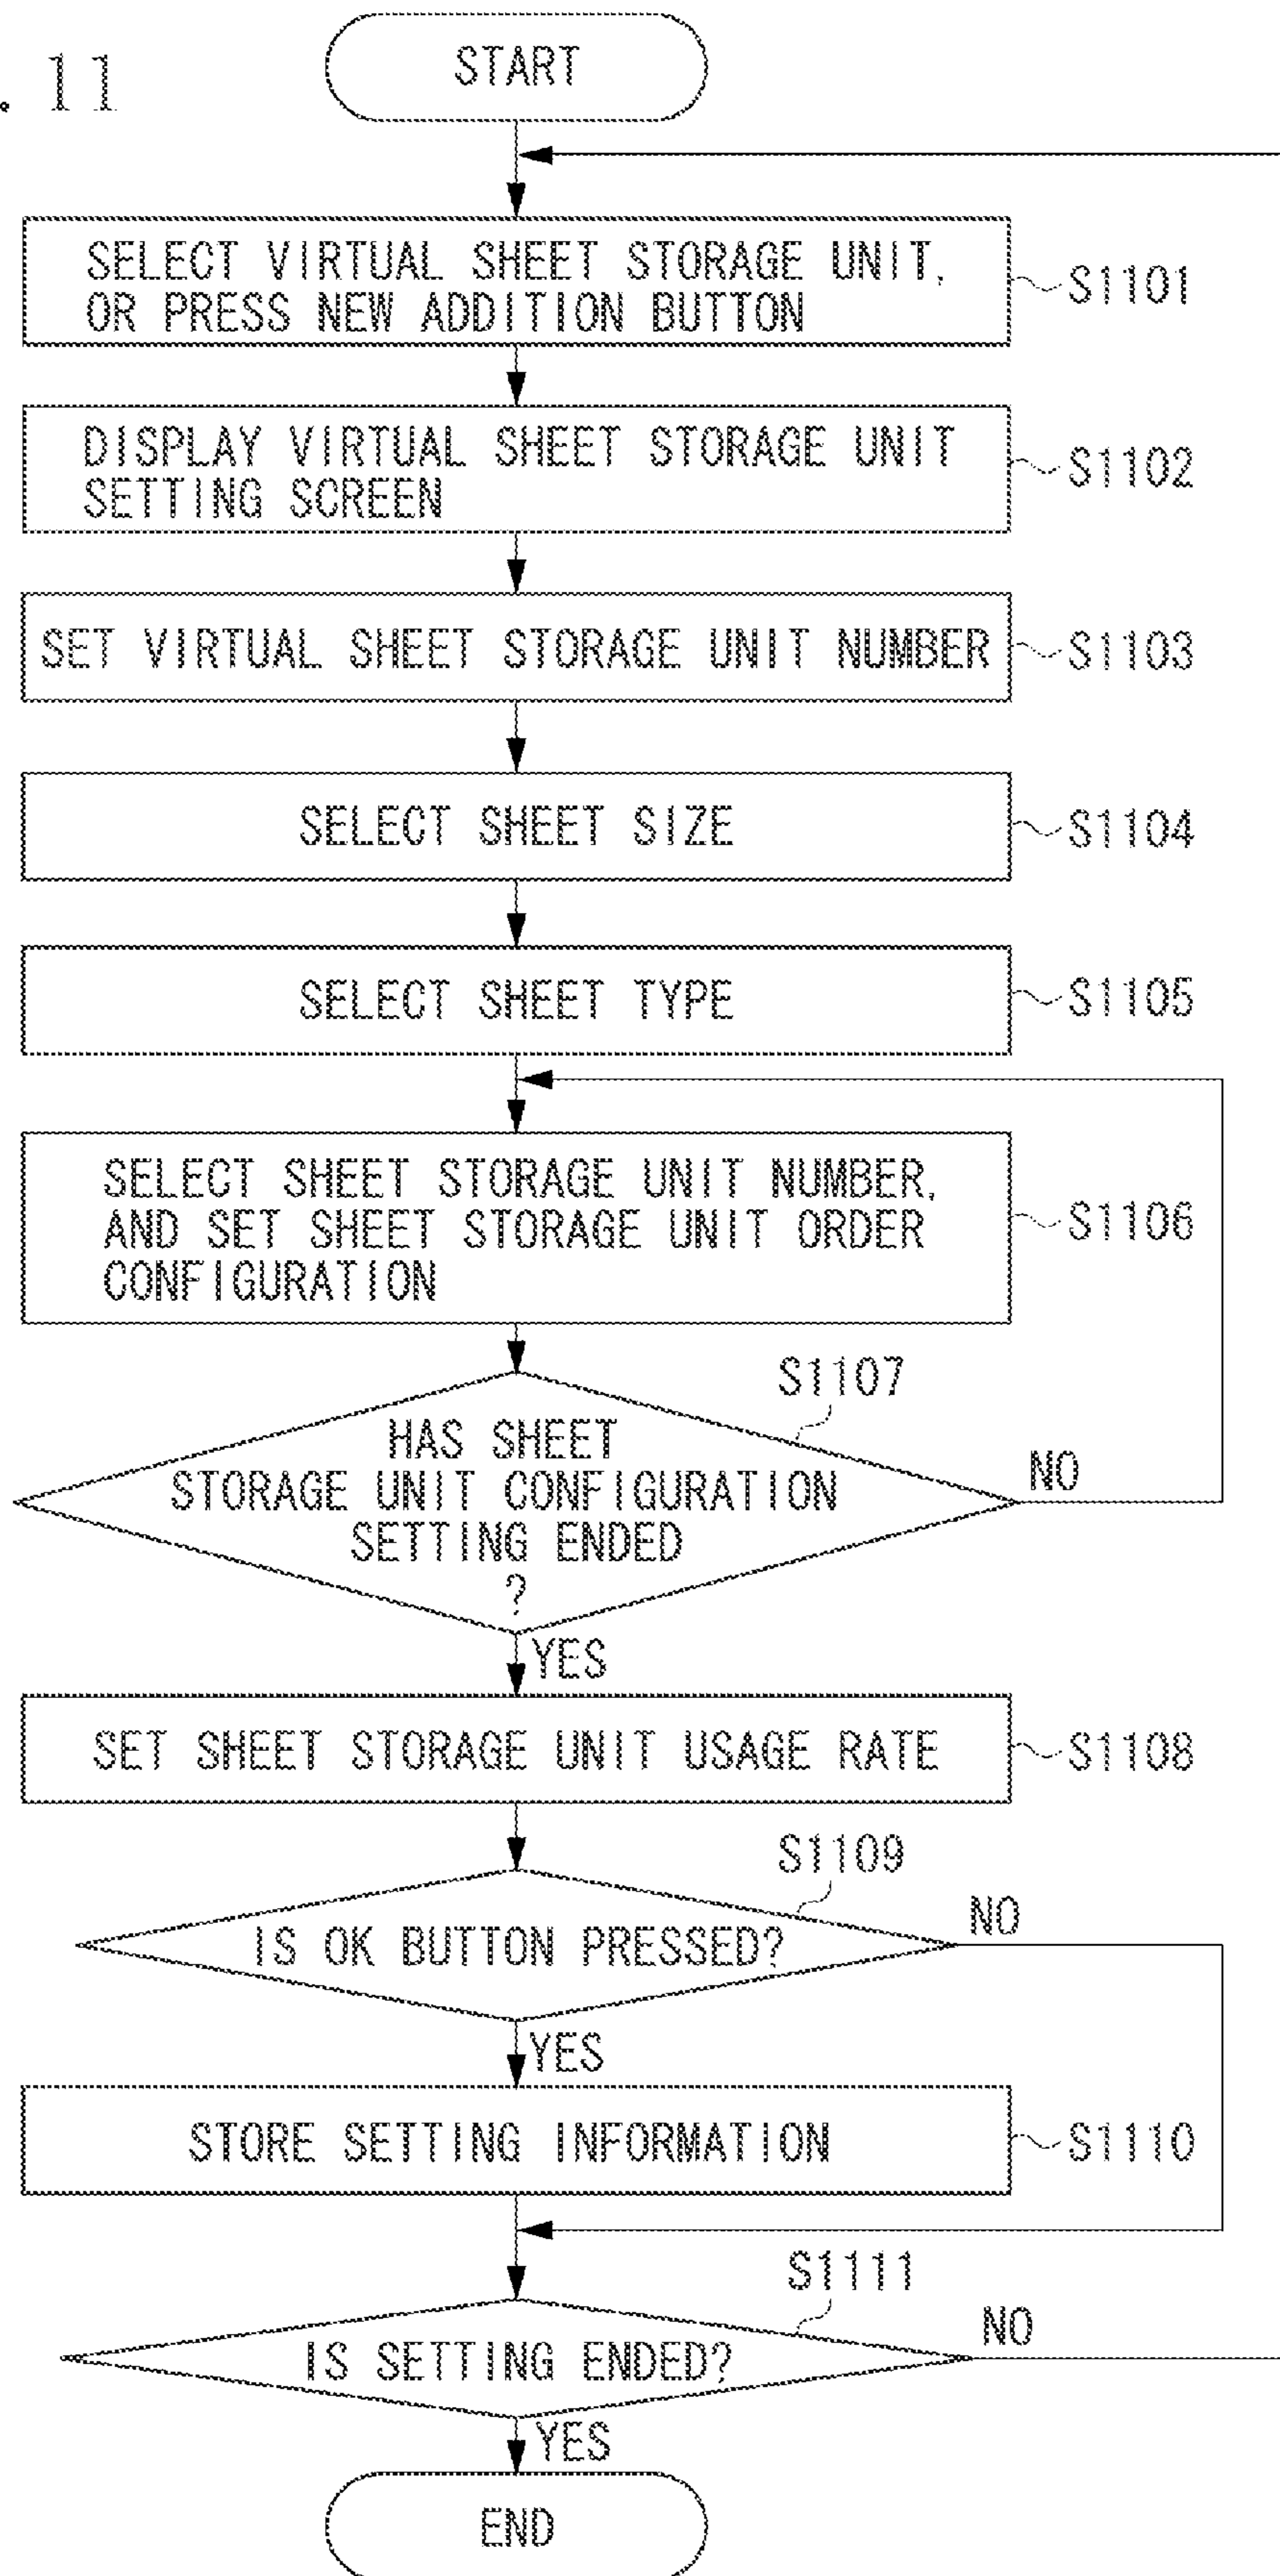 . 11
START
SELECT VIRTUAL SHEET STORAGE UNIT,
OR PRESS NEW ADDITION BUTTON
S1101
DISPLAY VIRTUAL SHEET STORAGE UNIT
SETTING SCREEN
S1102
SET VIRTUAL SHEET STORAGE UNIT NUMBER
S1103
SELECT SHEET SIZE
S1104
SELECT SHEET TYPE
S1105
SELECT SHEET STORAGE UNIT NUMBER,
AND SET SHEET STORAGE UNIT ORDER
CONFIGURATION
S1106
S1107
HAS SHEET
STORAGE UNIT CONFIGURATION
SETTING ENDED
?
NO
YES
SET SHEET STORAGE UNIT USAGE RATE
S1108
S1109
IS OK BUTTON PRESSED?
NO
YES
STORE SETTING INFORMATION
S1110
S1111
IS SETTING ENDED?
NO
YES
END